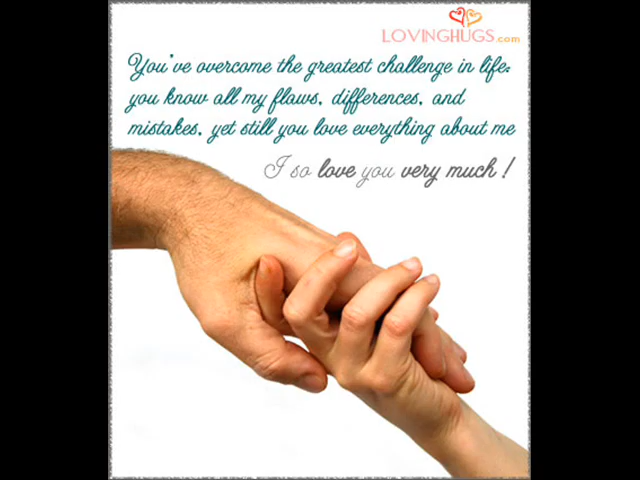 LOVINGHUGS.com
You've overcome the greatest challenge in life:
you know all my flaws, differences, and
mistakes, yet still you love everything about me
I so love you very much!